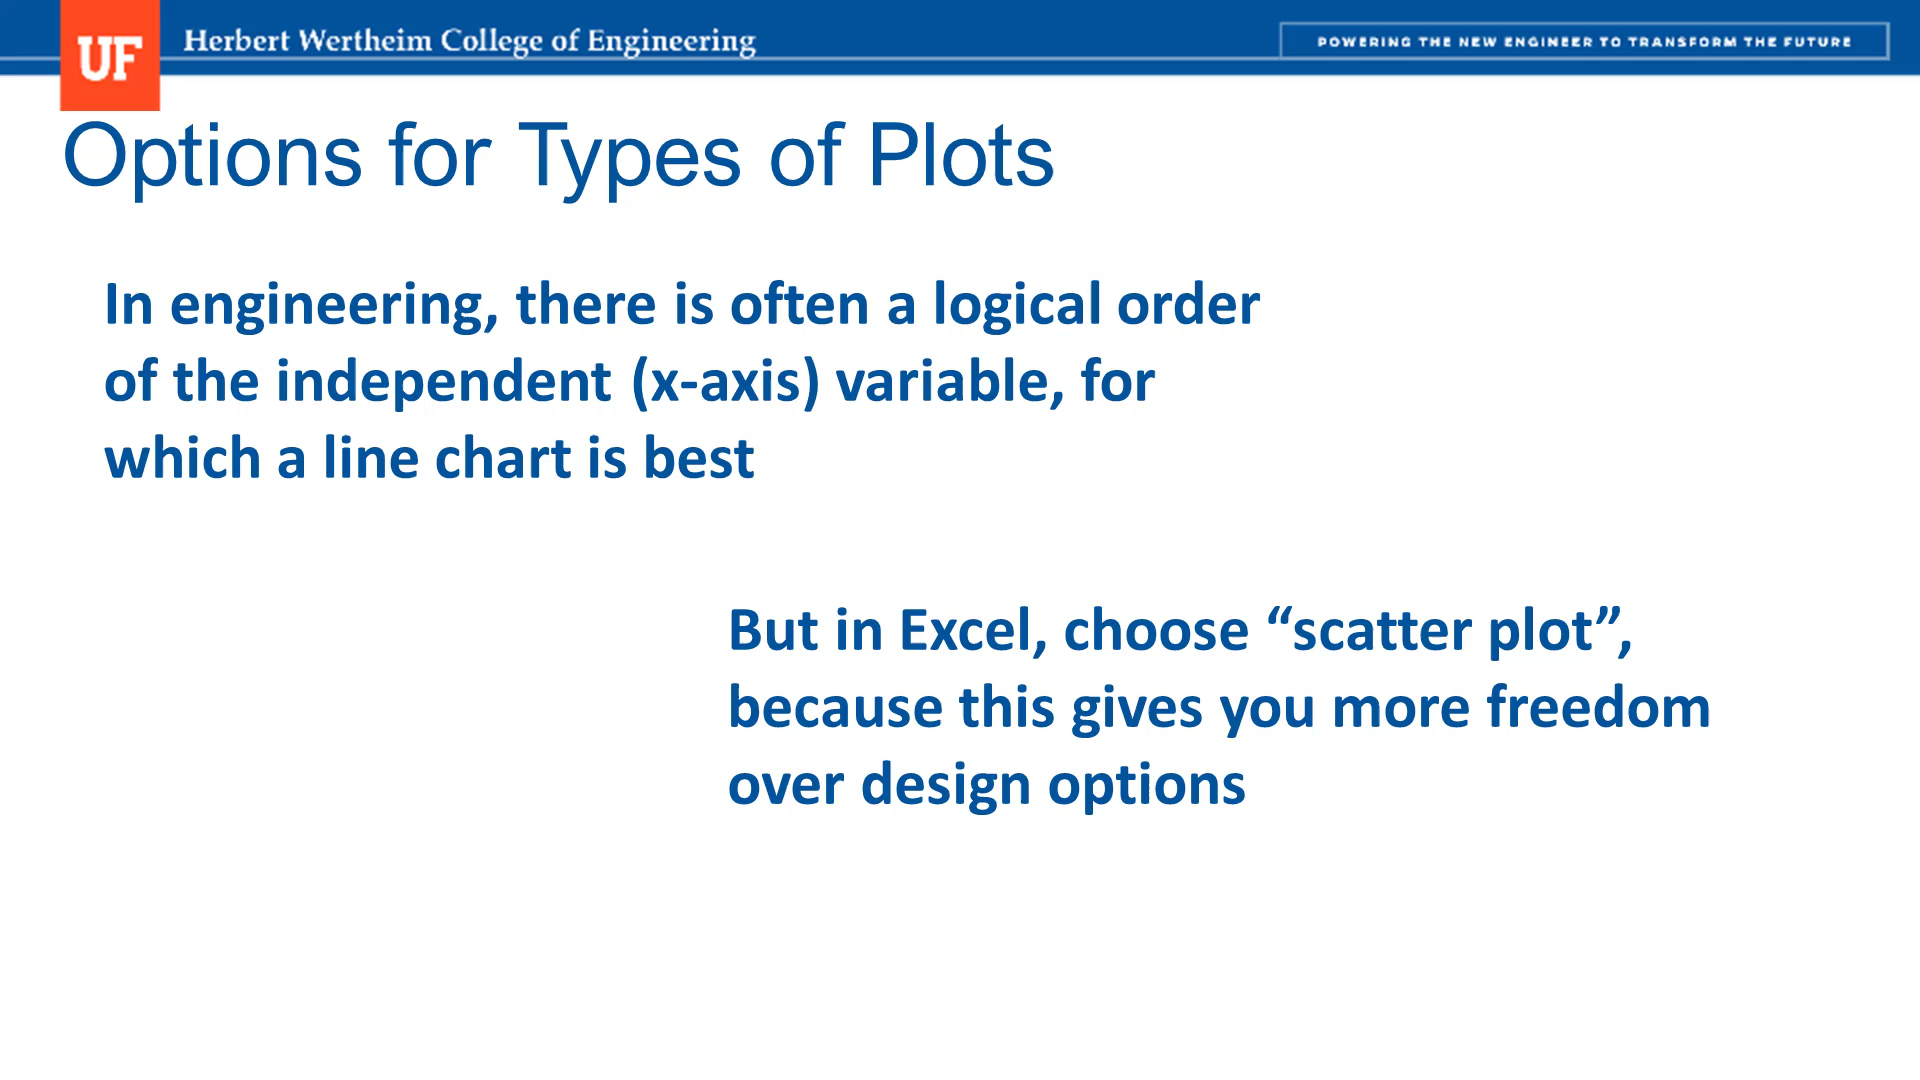 UF
Herbert Wertheim College of Engineering
POWERING THE NEW ENGINEER TO TRANSFORM THE FUTURE
Options for Types of Plots
In engineering, there is often a logical order
of the independent (x-axis) variable, for
which a line chart is best
But in Excel, choose “scatter plot”,
because this gives you more freedom
over design options